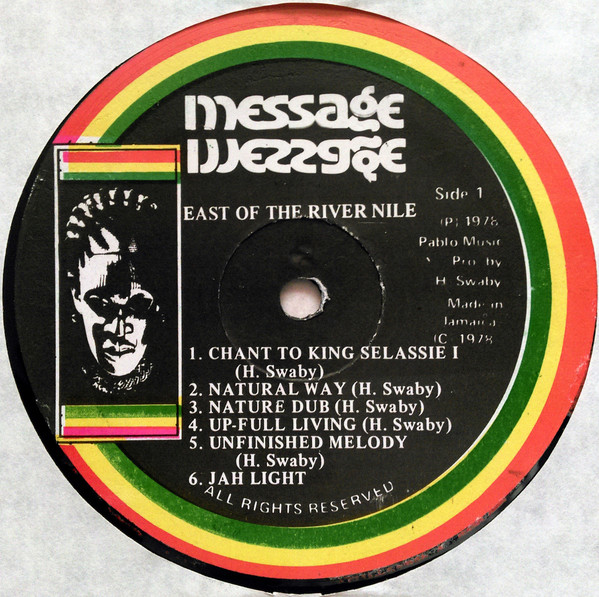 message
message
EAST OF THE RIVER NILE
Side 1
(P) 1978
Pablo Music
Pro by
H Swaby
Made in
Jamaica
(C) 1978
1. CHANT TO KING SELASSIE I
(H. Swaby)
2. NATURAL WAY (H. Swaby)
3. NATURE DUB (H. Swaby)
4. UP-FULL LIVING (H. Swaby)
5. UNFINISHED MELODY
(H. Swaby)
6. JAH LIGHT
ALL RIGHTS RESERVED